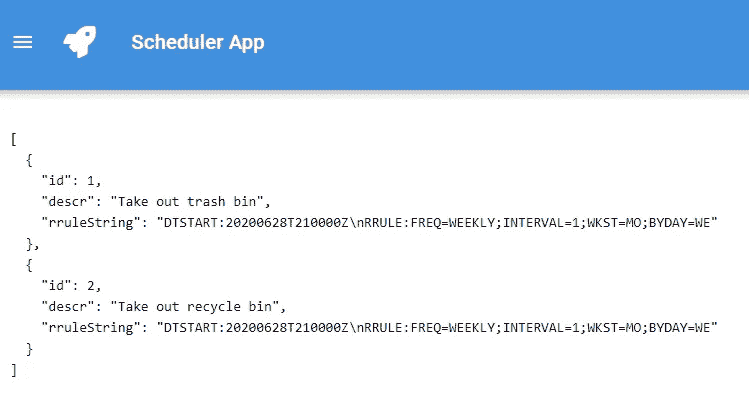 Scheduler App
[
  {
    "id": 1,
    "descr": "Take out trash bin",
    "rruleString": "DTSTART:20200628T210000Z\nRRULE:FREQ=WEEKLY;INTERVAL=1;WKST=MO;BYDAY=WE"
  },
  {
    "id": 2,
    "descr": "Take out recycle bin",
    "rruleString": "DTSTART:20200628T210000Z\nRRULE:FREQ=WEEKLY;INTERVAL=1;WKST=MO;BYDAY=WE"
  }
]